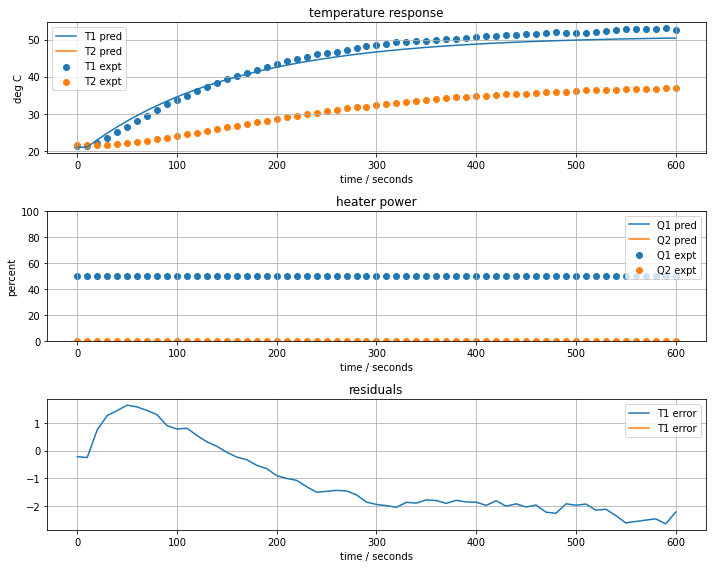 temperature response
T1 pred
T2 pred
T1 expt
T2 expt
deg C
50
40
30
20
0
100
200
300
400
500
600
time / seconds
heater power
Q1 pred
Q2 pred
Q1 expt
Q2 expt
percent
100
80
60
40
20
0
0
100
200
300
400
500
600
time / seconds
residuals
T1 error
T1 error
1
0
−1
−2
0
100
200
300
400
500
600
time / seconds